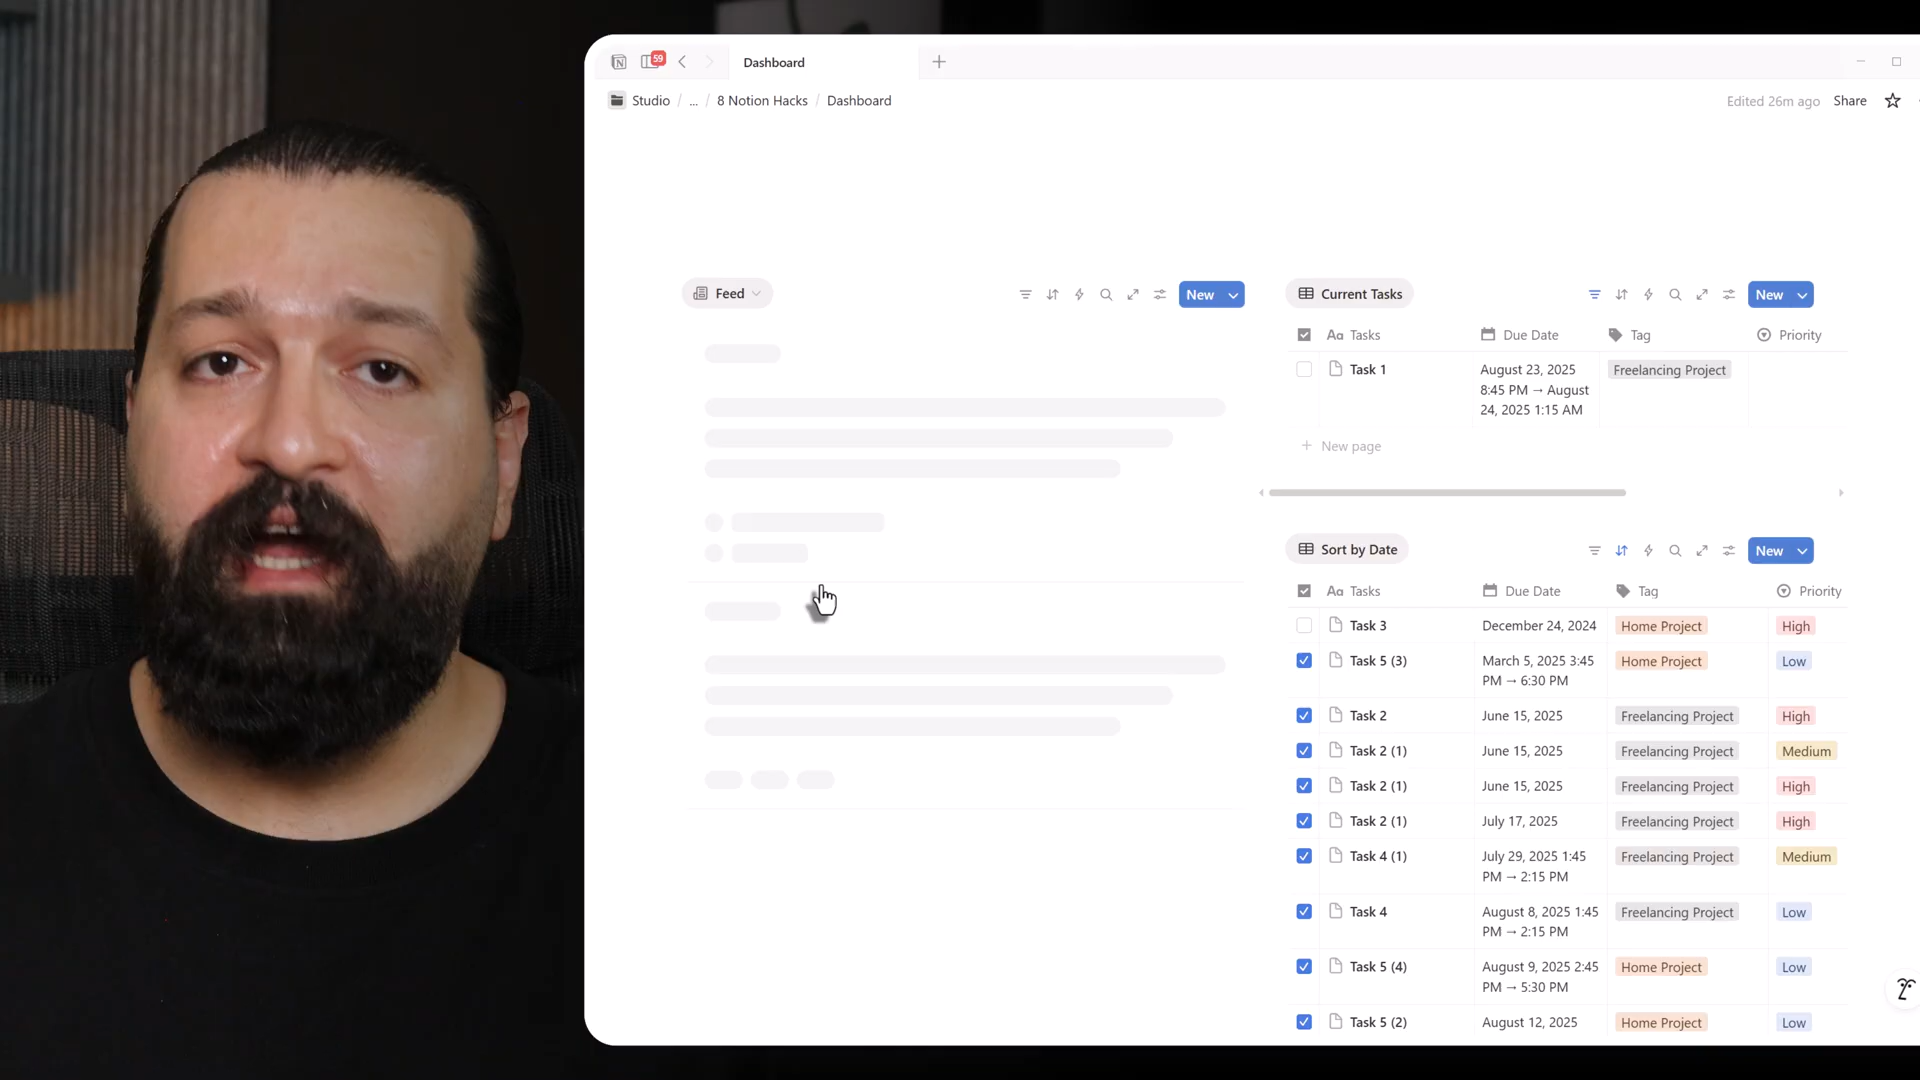 59
Dashboard
Studio / ... / 8 Notion Hacks / Dashboard
Edited 26m ago Share
Feed
New
Current Tasks
New
Aa Tasks Due Date Tag Priority
Task 1 August 23, 2025 Freelancing Project
8:45 PM → August
24, 2025 1:15 AM
+ New page
Sort by Date
New
Aa Tasks Due Date Tag Priority
Task 3 December 24, 2024 Home Project High
Task 5 (3) March 5, 2025 3:45 Home Project Low
PM → 6:30 PM
Task 2 June 15, 2025 Freelancing Project High
Task 2 (1) June 15, 2025 Freelancing Project Medium
Task 2 (1) June 15, 2025 Freelancing Project High
Task 2 (1) July 17, 2025 Freelancing Project High
Task 4 (1) July 29, 2025 1:45 Freelancing Project Medium
PM → 2:15 PM
Task 4 August 8, 2025 1:45 Freelancing Project Low
PM → 2:15 PM
Task 5 (4) August 9, 2025 2:45 Home Project Low
PM → 5:30 PM
Task 5 (2) August 12, 2025 Home Project Low